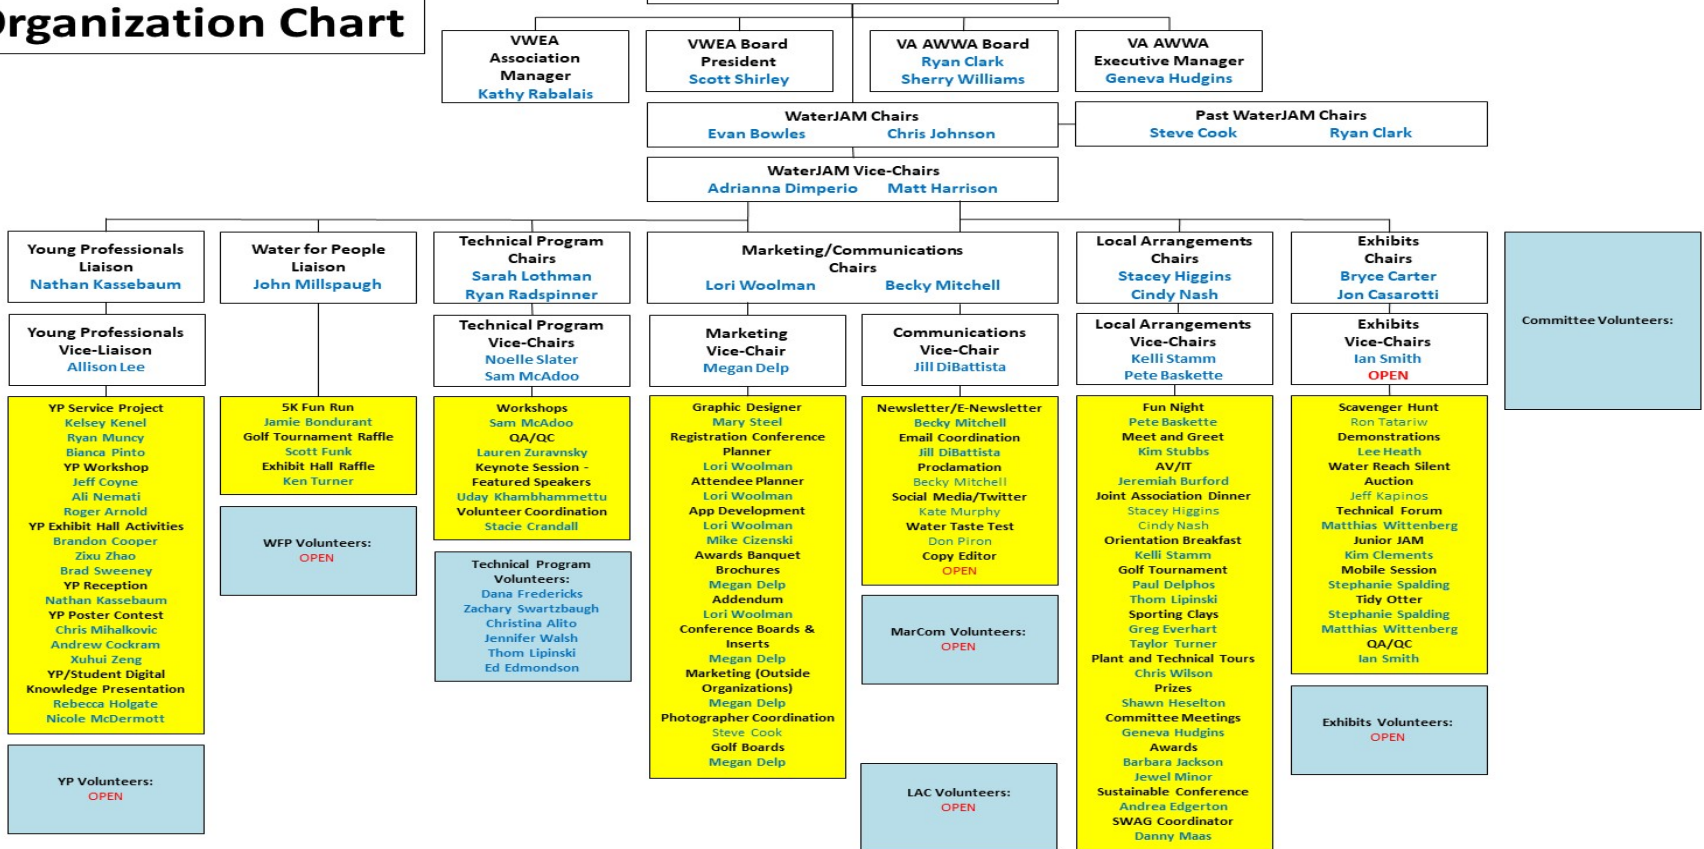 Organization Chart
VWEA
Association
Manager
Kathy Rabalais
VWEA Board
President
Scott Shirley
VA AWWA Board
Ryan Clark
Sherry Williams
VA AWWA
Executive Manager
Geneva Hudgins
WaterJAM Chairs
Evan Bowles Chris Johnson
Past WaterJAM Chairs
Steve Cook Ryan Clark
WaterJAM Vice-Chairs
Adrianna Dimperio Matt Harrison
Young Professionals
Liaison
Nathan Kassebaum
Water for People
Liaison
John Millspaugh
Technical Program
Chairs
Sarah Lothman
Ryan Radspinner
Marketing/Communications
Chairs
Lori Woolman Becky Mitchell
Local Arrangements
Chairs
Stacey Higgins
Cindy Nash
Exhibits
Chairs
Bryce Carter
Jon Casarotti
Committee Volunteers:
Young Professionals
Vice-Liaison
Allison Lee
Technical Program
Vice-Chairs
Noelle Slater
Sam McAdoo
Marketing
Vice-Chair
Megan Delp
Communications
Vice-Chair
Jill DiBattista
Local Arrangements
Vice-Chairs
Kelli Stamm
Pete Baskette
Exhibits
Vice-Chairs
Ian Smith
OPEN
YP Service Project
Kelsey Kenel
Ryan Muncy
Bianca Pinto
YP Workshop
Jeff Coyne
Ali Nemati
Roger Arnold
YP Exhibit Hall Activities
Brandon Cooper
Zixu Zhao
Brad Sweeney
YP Reception
Nathan Kassebaum
YP Poster Contest
Chris Mihalkovic
Andrew Cockram
Xuhui Zeng
YP/Student Digital
Knowledge Presentation
Rebecca Holgate
Nicole McDermott
YP Volunteers:
OPEN
5K Fun Run
Jamie Bondurant
Golf Tournament Raffle
Scott Funk
Exhibit Hall Raffle
Ken Turner
WFP Volunteers:
OPEN
Workshops
Sam McAdoo
QA/QC
Lauren Zuravnsky
Keynote Session -
Featured Speakers
Uday Khambhammettu
Volunteer Coordination
Stacie Crandall
Technical Program
Volunteers:
Dana Fredericks
Zachary Swartzbaugh
Christina Alito
Jennifer Walsh
Thom Lipinski
Ed Edmondson
Graphic Designer
Mary Steel
Registration Conference
Planner
Lori Woolman
Attendee Planner
Lori Woolman
App Development
Lori Woolman
Mike Cizenski
Awards Banquet
Brochures
Megan Delp
Addendum
Lori Woolman
Conference Boards &
Inserts
Megan Delp
Marketing (Outside
Organizations)
Megan Delp
Photographer Coordination
Steve Cook
Golf Boards
Megan Delp
Newsletter/E-Newsletter
Becky Mitchell
Email Coordination
Jill DiBattista
Proclamation
Becky Mitchell
Social Media/Twitter
Kate Murphy
Water Taste Test
Don Piron
Copy Editor
OPEN
MarCom Volunteers:
OPEN
LAC Volunteers:
OPEN
Fun Night
Pete Baskette
Meet and Greet
Kim Stubbs
AV/IT
Jeremiah Burford
Joint Association Dinner
Stacey Higgins
Cindy Nash
Orientation Breakfast
Kelli Stamm
Golf Tournament
Paul Delphos
Thom Lipinski
Sporting Clays
Greg Everhart
Taylor Turner
Plant and Technical Tours
Chris Wilson
Prizes
Shawn Heselton
Committee Meetings
Geneva Hudgins
Awards
Barbara Jackson
Jewel Minor
Sustainable Conference
Andrea Edgerton
SWAG Coordinator
Danny Maas
Scavenger Hunt
Ron Tatariw
Demonstrations
Lee Heath
Water Reach Silent
Auction
Jeff Kapinos
Technical Forum
Matthias Wittenberg
Junior JAM
Kim Clements
Mobile Session
Stephanie Spalding
Tidy Otter
Stephanie Spalding
Matthias Wittenberg
QA/QC
Ian Smith
Exhibits Volunteers:
OPEN